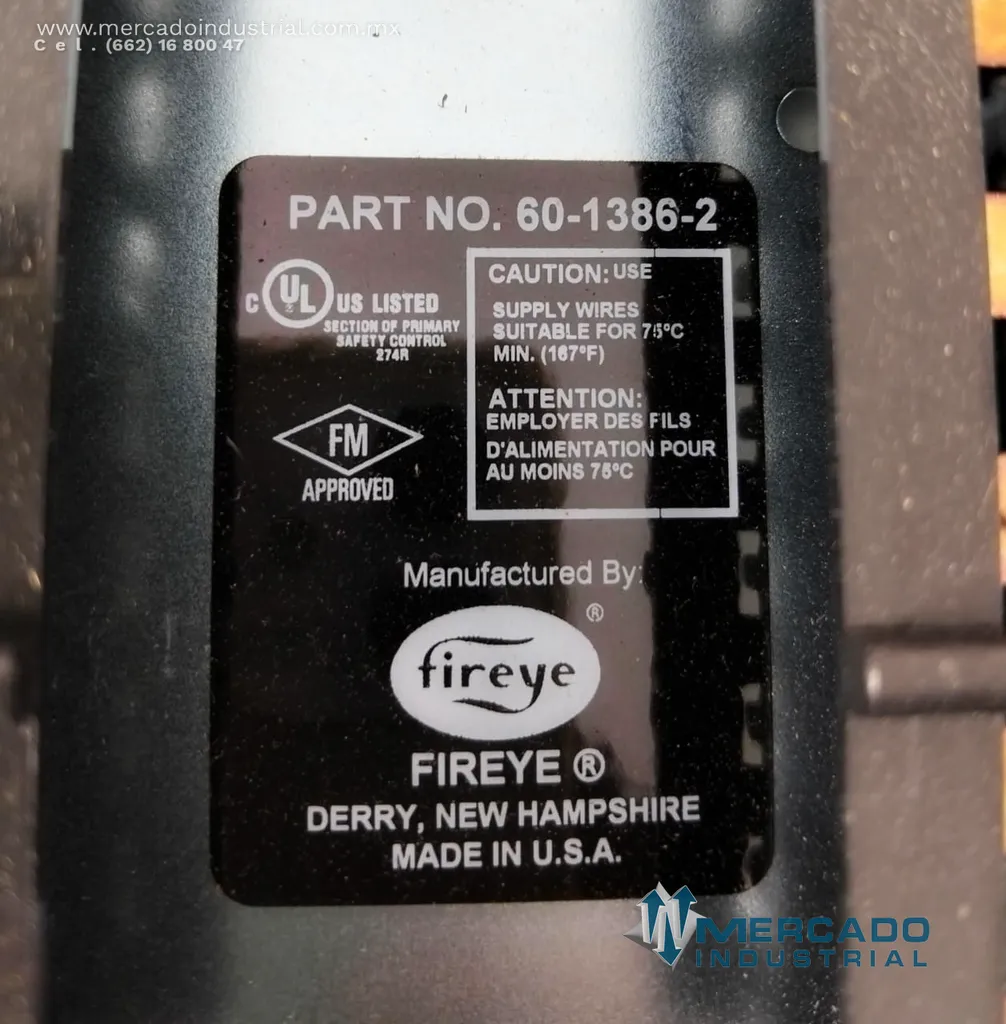 www.mercadoindustrial.com.mx
Cel. (662) 16 800 47
PART NO. 60-1386-2
C UL US LISTED
SECTION OF PRIMARY
SAFETY CONTROL
274R
FM
APPROVED
CAUTION: USE
SUPPLY WIRES
SUITABLE FOR 75°C
MIN. (167°F)
ATTENTION:
EMPLOYER DES FILS
D'ALIMENTATION POUR
AU MOINS 75°C
Manufactured By:
®
fireye
FIREYE ®
DERRY, NEW HAMPSHIRE
MADE IN U.S.A.
MERCADO
INDUSTRIAL